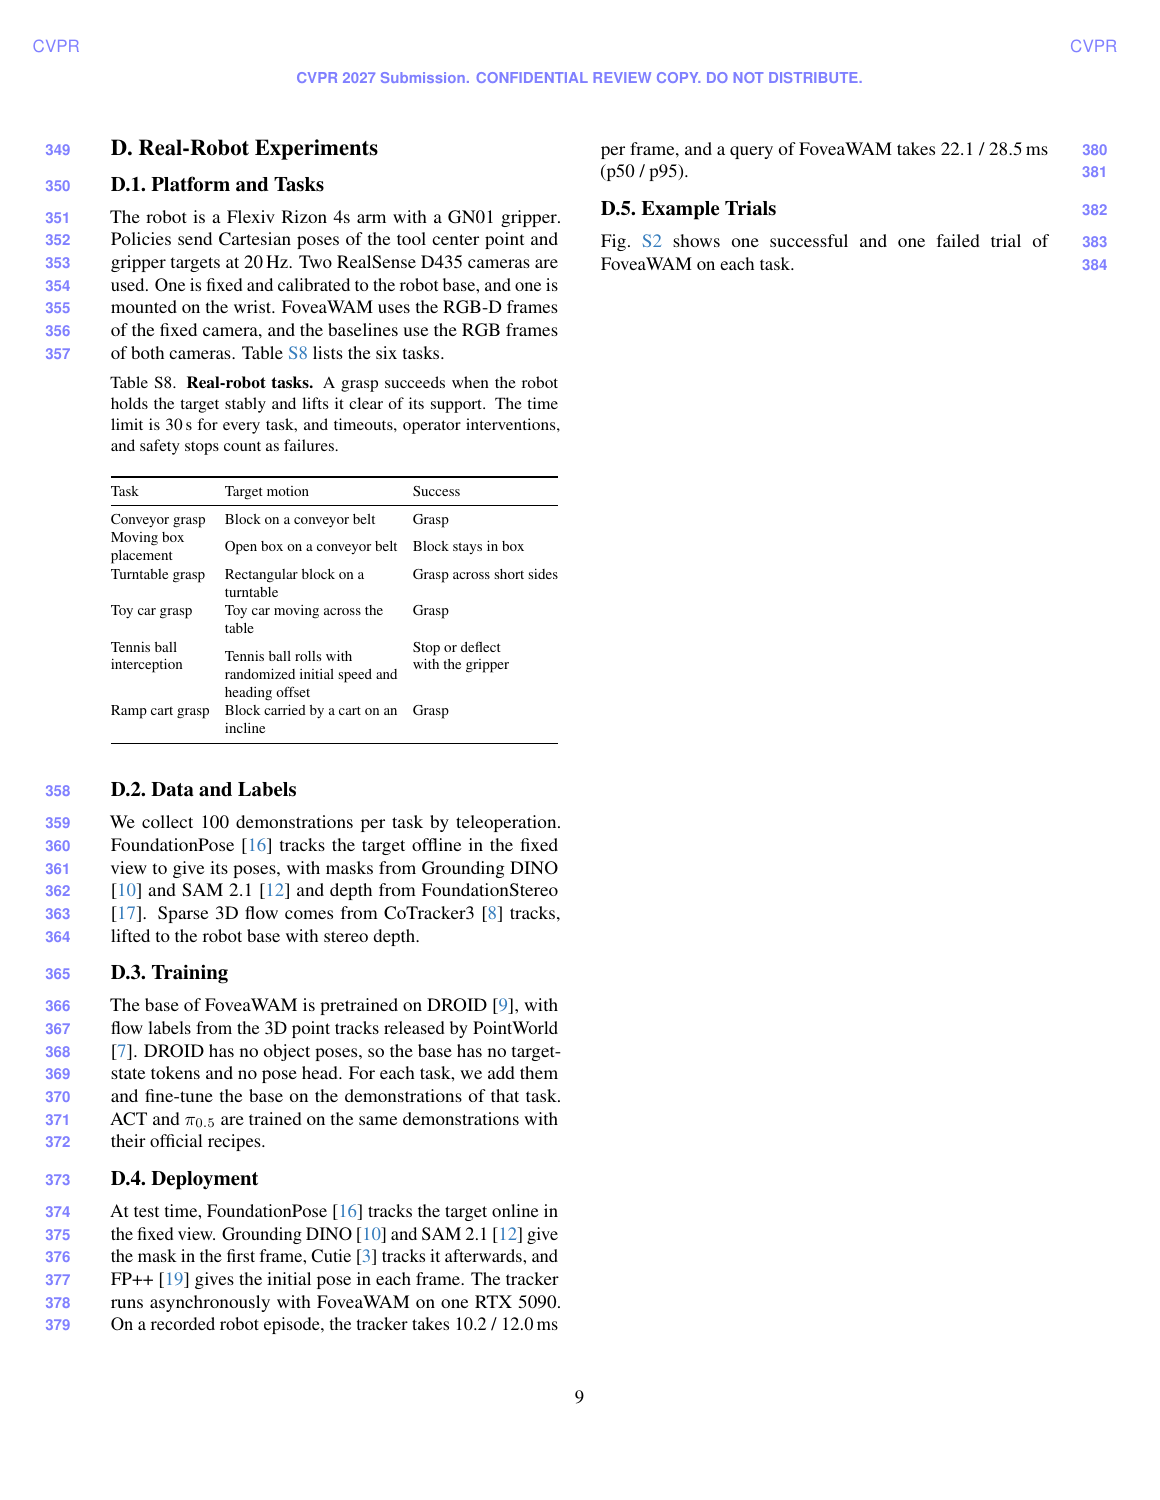 CVPR
CVPR
CVPR 2027 Submission. CONFIDENTIAL REVIEW COPY. DO NOT DISTRIBUTE.
349 D. Real-Robot Experiments
350 D.1. Platform and Tasks
351 The robot is a Flexiv Rizon 4s arm with a GN01 gripper.
352 Policies send Cartesian poses of the tool center point and
353 gripper targets at 20 Hz. Two RealSense D435 cameras are
354 used. One is fixed and calibrated to the robot base, and one is
355 mounted on the wrist. FoveaWAM uses the RGB-D frames
356 of the fixed camera, and the baselines use the RGB frames
357 of both cameras. Table S8 lists the six tasks.
Table S8. Real-robot tasks. A grasp succeeds when the robot
holds the target stably and lifts it clear of its support. The time
limit is 30 s for every task, and timeouts, operator interventions,
and safety stops count as failures.
Task Target motion Success
Conveyor grasp Block on a conveyor belt Grasp
Moving box
placement Open box on a conveyor belt Block stays in box
Turntable grasp Rectangular block on a Grasp across short sides
turntable
Toy car grasp Toy car moving across the Grasp
table
Tennis ball Stop or deflect
interception Tennis ball rolls with with the gripper
randomized initial speed and
heading offset
Ramp cart grasp Block carried by a cart on an Grasp
incline
358 D.2. Data and Labels
359 We collect 100 demonstrations per task by teleoperation.
360 FoundationPose [16] tracks the target offline in the fixed
361 view to give its poses, with masks from Grounding DINO
362 [10] and SAM 2.1 [12] and depth from FoundationStereo
363 [17]. Sparse 3D flow comes from CoTracker3 [8] tracks,
364 lifted to the robot base with stereo depth.
365 D.3. Training
366 The base of FoveaWAM is pretrained on DROID [9], with
367 flow labels from the 3D point tracks released by PointWorld
368 [7]. DROID has no object poses, so the base has no target-
369 state tokens and no pose head. For each task, we add them
370 and fine-tune the base on the demonstrations of that task.
371 ACT and π0.5 are trained on the same demonstrations with
372 their official recipes.
373 D.4. Deployment
374 At test time, FoundationPose [16] tracks the target online in
375 the fixed view. Grounding DINO [10] and SAM 2.1 [12] give
376 the mask in the first frame, Cutie [3] tracks it afterwards, and
377 FP++ [19] gives the initial pose in each frame. The tracker
378 runs asynchronously with FoveaWAM on one RTX 5090.
379 On a recorded robot episode, the tracker takes 10.2 / 12.0 ms
per frame, and a query of FoveaWAM takes 22.1 / 28.5 ms 380
(p50 / p95). 381
D.5. Example Trials 382
Fig. S2 shows one successful and one failed trial of 383
FoveaWAM on each task. 384
9